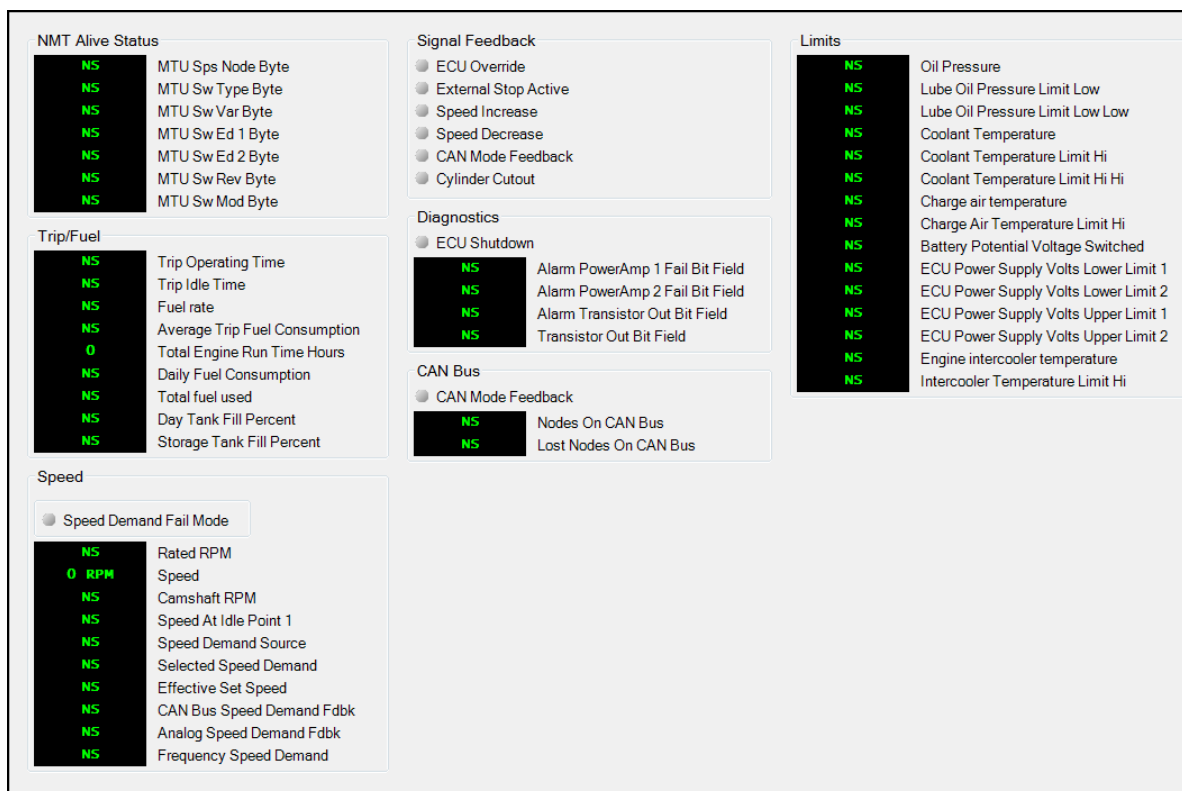 NMT Alive Status
NS MTU Sps Node Byte
NS MTU Sw Type Byte
NS MTU Sw Var Byte
NS MTU Sw Ed 1 Byte
NS MTU Sw Ed 2 Byte
NS MTU Sw Rev Byte
NS MTU Sw Mod Byte
Trip/Fuel
NS Trip Operating Time
NS Trip Idle Time
NS Fuel rate
NS Average Trip Fuel Consumption
0 Total Engine Run Time Hours
NS Daily Fuel Consumption
NS Total fuel used
NS Day Tank Fill Percent
NS Storage Tank Fill Percent
Speed
Speed Demand Fail Mode
NS Rated RPM
0 RPM Speed
NS Camshaft RPM
NS Speed At Idle Point 1
NS Speed Demand Source
NS Selected Speed Demand
NS Effective Set Speed
NS CAN Bus Speed Demand Fdbk
NS Analog Speed Demand Fdbk
NS Frequency Speed Demand
Signal Feedback
ECU Override
External Stop Active
Speed Increase
Speed Decrease
CAN Mode Feedback
Cylinder Cutout
Diagnostics
ECU Shutdown
NS Alarm PowerAmp 1 Fail Bit Field
NS Alarm PowerAmp 2 Fail Bit Field
NS Alarm Transistor Out Bit Field
NS Transistor Out Bit Field
CAN Bus
CAN Mode Feedback
NS Nodes On CAN Bus
NS Lost Nodes On CAN Bus
Limits
NS Oil Pressure
NS Lube Oil Pressure Limit Low
NS Lube Oil Pressure Limit Low Low
NS Coolant Temperature
NS Coolant Temperature Limit Hi
NS Coolant Temperature Limit Hi Hi
NS Charge air temperature
NS Charge Air Temperature Limit Hi
NS Battery Potential Voltage Switched
NS ECU Power Supply Volts Lower Limit 1
NS ECU Power Supply Volts Lower Limit 2
NS ECU Power Supply Volts Upper Limit 1
NS ECU Power Supply Volts Upper Limit 2
NS Engine intercooler temperature
NS Intercooler Temperature Limit Hi